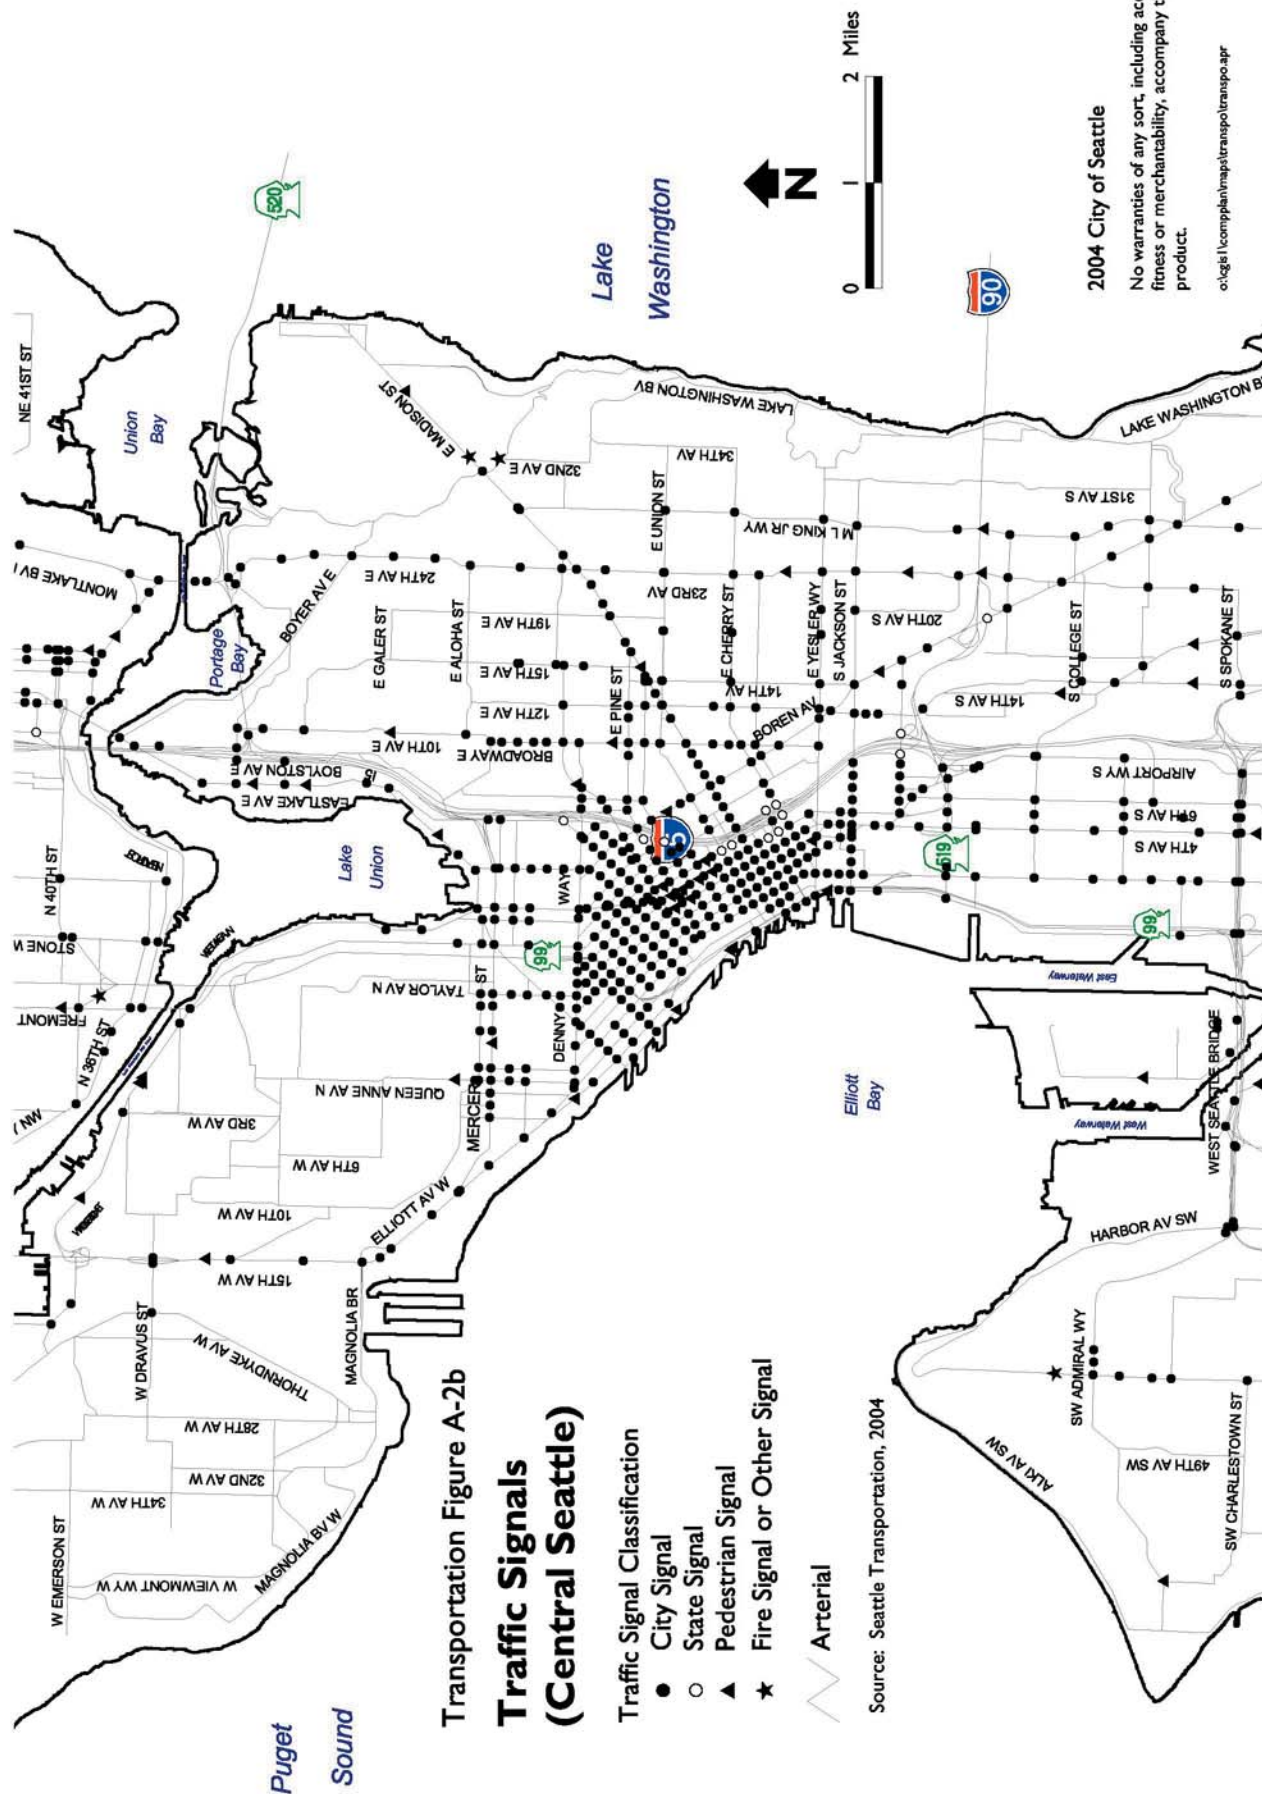 Puget
Sound
Transportation Figure A-2b
Traffic Signals
(Central Seattle)
Traffic Signal Classification
City Signal
State Signal
Pedestrian Signal
Fire Signal or Other Signal
Arterial
Source: Seattle Transportation, 2004
W EMERSON ST
W VIEWMONT WY W
MAGNOLIA BV W
34TH AV W
32ND AV W
28TH AV W
W DRAVUS ST
THORNDYKE AV W
MAGNOLIA BR
15TH AV W
10TH AV W
ELLIOTT AV W
6TH AV W
3RD AV W
QUEEN ANNE AV N
MERCER
ST
TAYLOR AV N
DENNY
WAY
99
N 36TH ST
FREMONT
STONE W
N 40TH ST
Lake
Union
EASTLAKE AV E
BOYLSTON AV E
10TH AV E
BROADWAY E
12TH AV E
15TH AV E
19TH AV E
24TH AV E
E GALER ST
E ALOHA ST
BOYER AV E
Portage
Bay
MONTLAKE BV
NE 41ST ST
Union
Bay
520
E MADISON ST
32ND AV E
Lake
Washington
LAKE WASHINGTON BV
34TH AV
E UNION ST
M L KING JR WY
23RD AV
E CHERRY ST
E PINE ST
14TH AV
BOREN AV
E YESLER WY
S JACKSON ST
20TH AV S
14TH AV S
31ST AV S
S COLLEGE ST
S SPOKANE ST
LAKE WASHINGTON B
90
5
519
AIRPORT WY S
6TH AV S
4TH AV S
99
East Waterway
West Waterway
WEST SEATTLE BRIDGE
Elliott
Bay
HARBOR AV SW
SW ADMIRAL WY
ALKI AV SW
49TH AV SW
SW CHARLESTOWN ST
N
0 1 2 Miles
2004 City of Seattle
No warranties of any sort, including
fitness or merchantability, accompany
product.
o:\cgis1\compplan\maps\transpo\transpo.apr